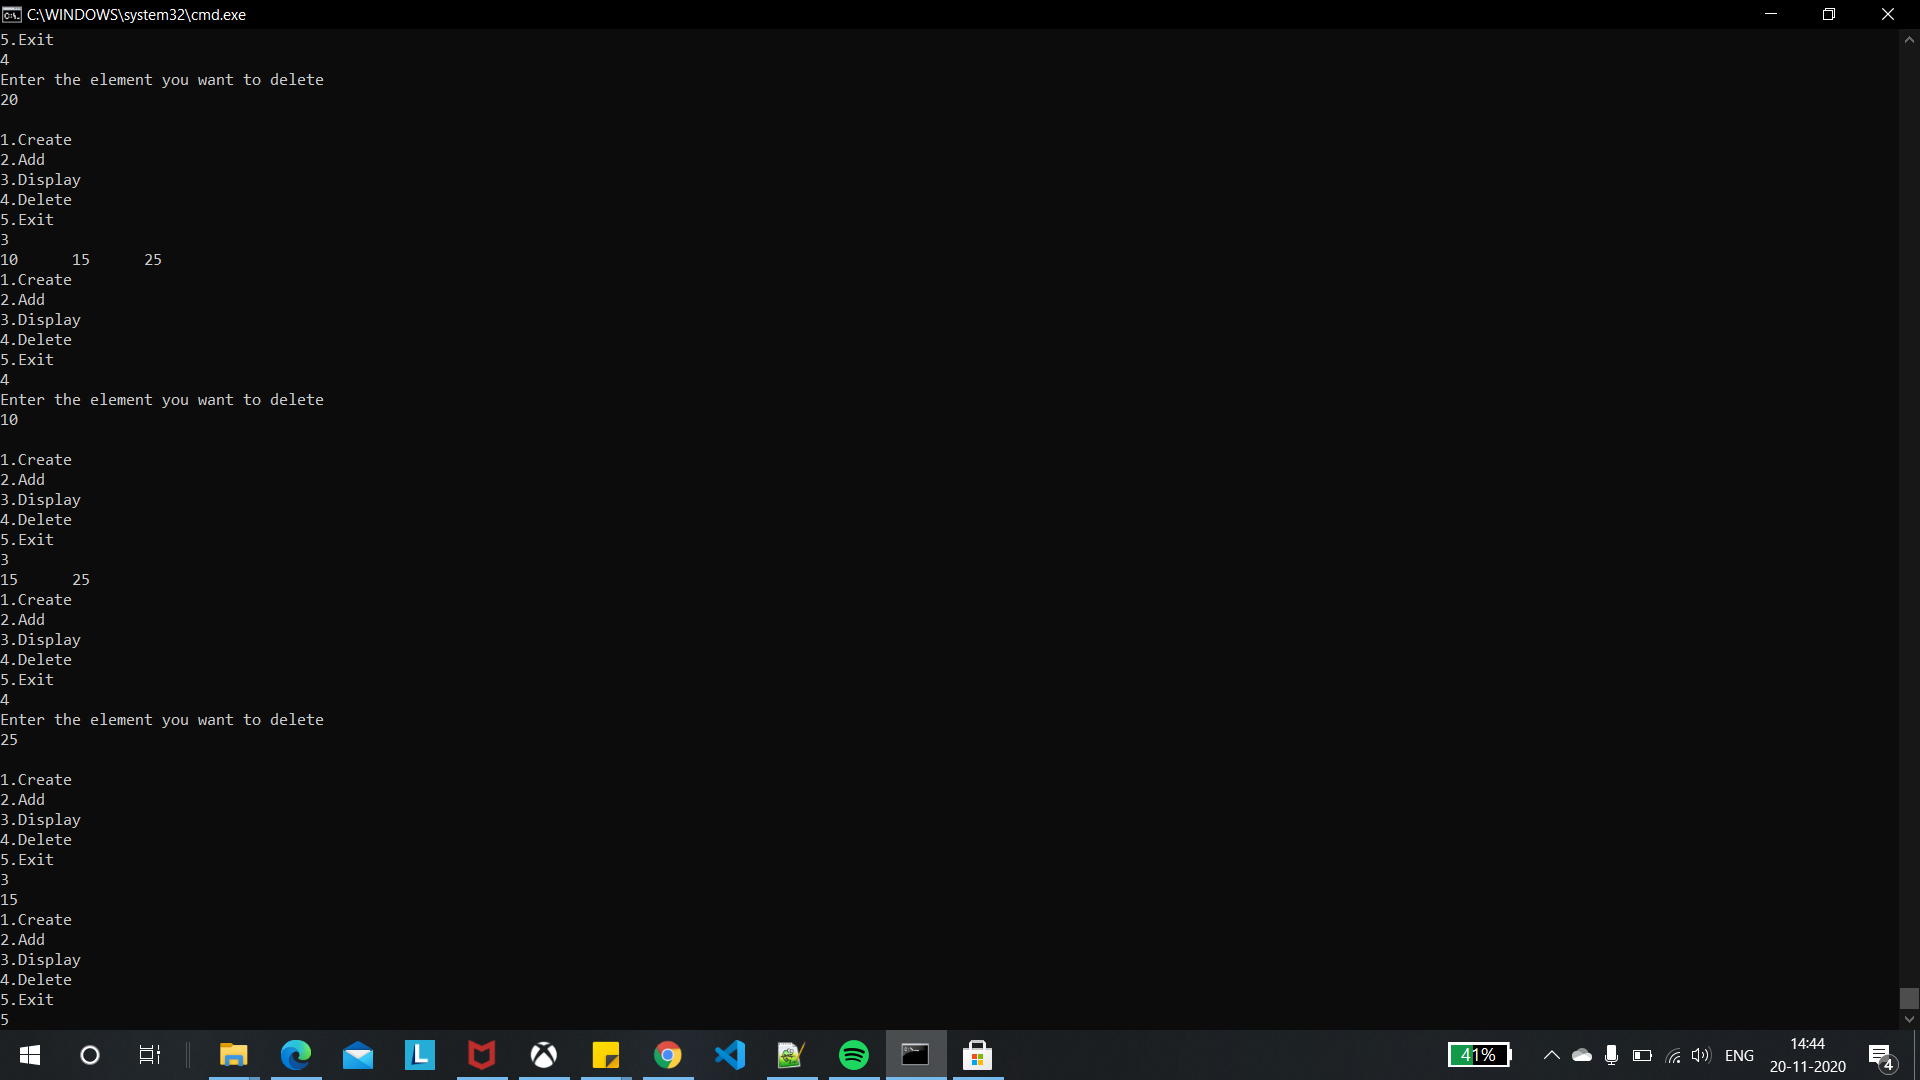 C:\WINDOWS\system32\cmd.exe
5.Exit
4
Enter the element you want to delete
20
1.Create
2.Add
3.Display
4.Delete
5.Exit
3
10 15 25
1.Create
2.Add
3.Display
4.Delete
5.Exit
4
Enter the element you want to delete
10
1.Create
2.Add
3.Display
4.Delete
5.Exit
3
15 25
1.Create
2.Add
3.Display
4.Delete
5.Exit
4
Enter the element you want to delete
25
1.Create
2.Add
3.Display
4.Delete
5.Exit
3
15
1.Create
2.Add
3.Display
4.Delete
5.Exit
5
L
41%
ENG
14:44
20-11-2020
4